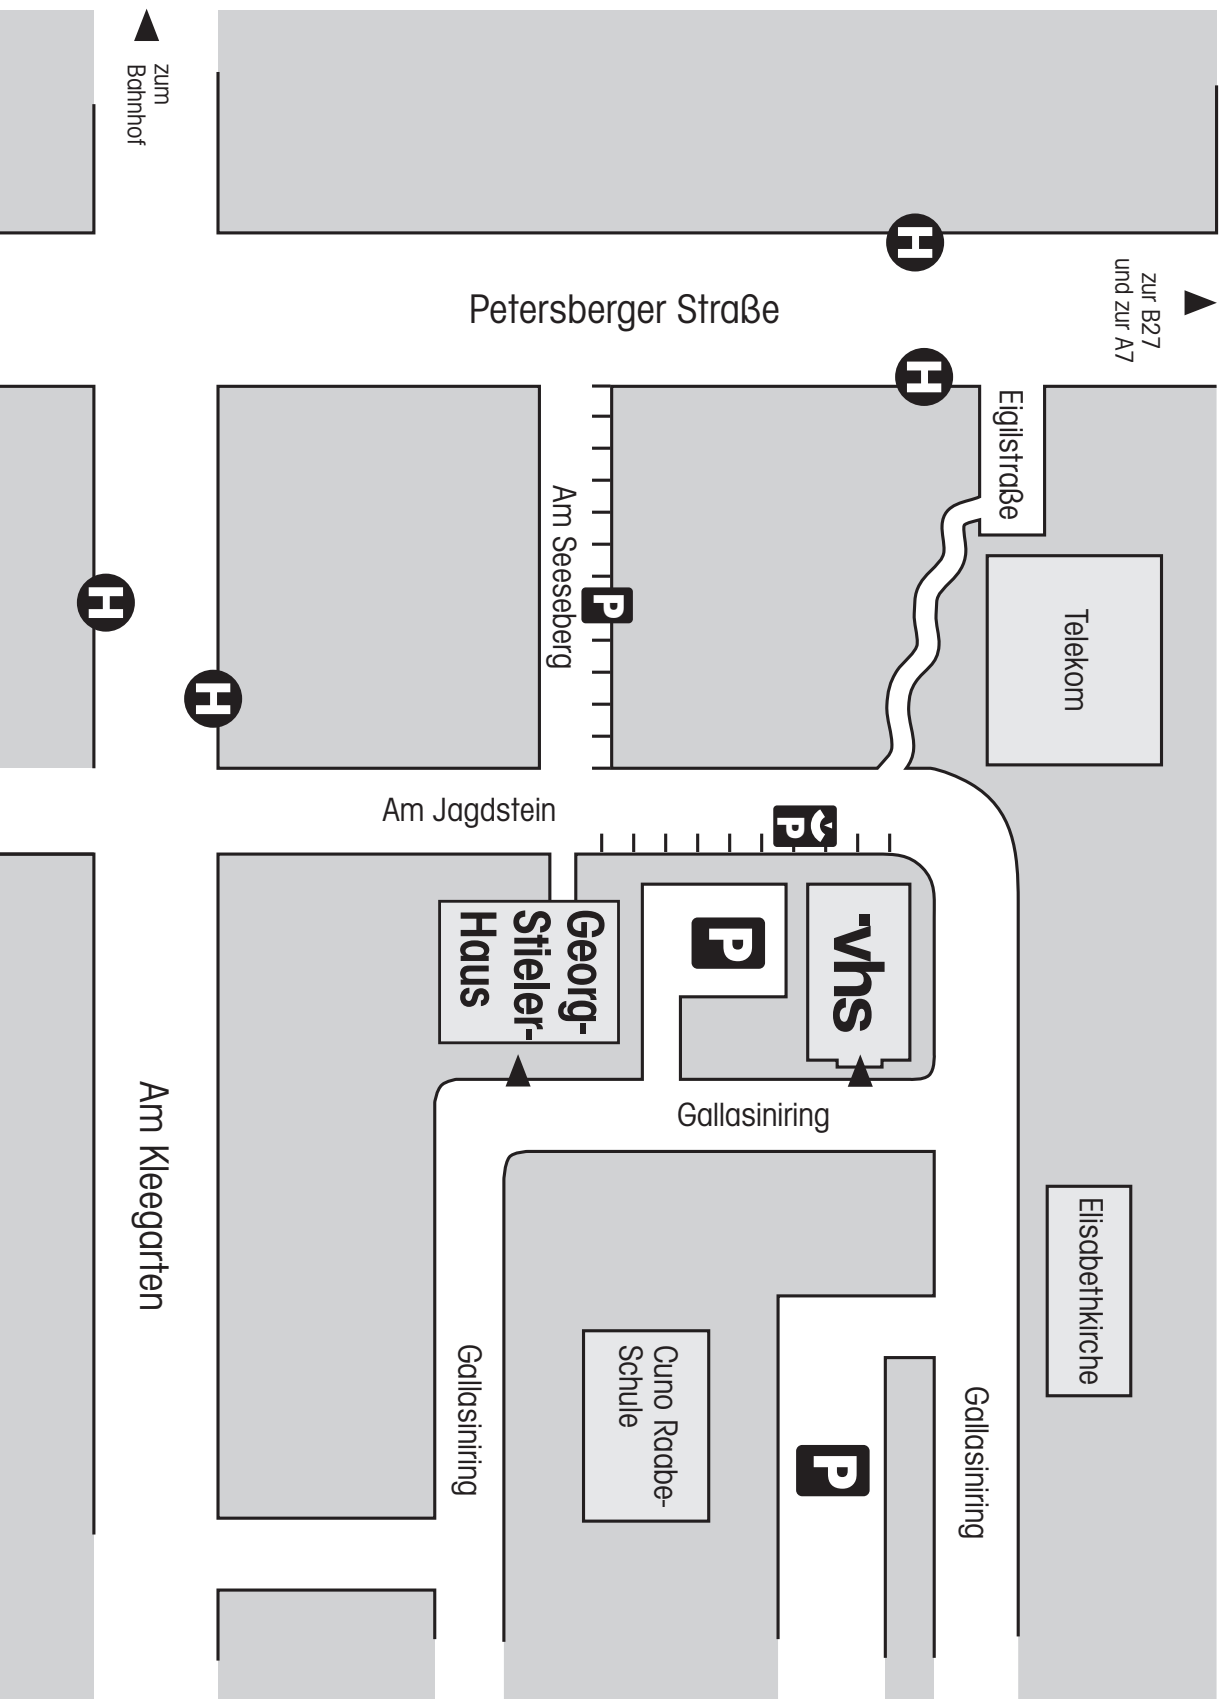 zum
Bahnhof
H
Petersberger Straße
zur B27
und zur A7
H
Eigilstraße
Am Seeseberg
P
H
H
Telekom
Am Jagdstein
P
Georg-
Stieler-
Haus
P
vhs
Am Kleegarten
Gallasiniring
Elisabethkirche
Gallasiniring
Cuno Raabe-
Schule
P
Gallasiniring